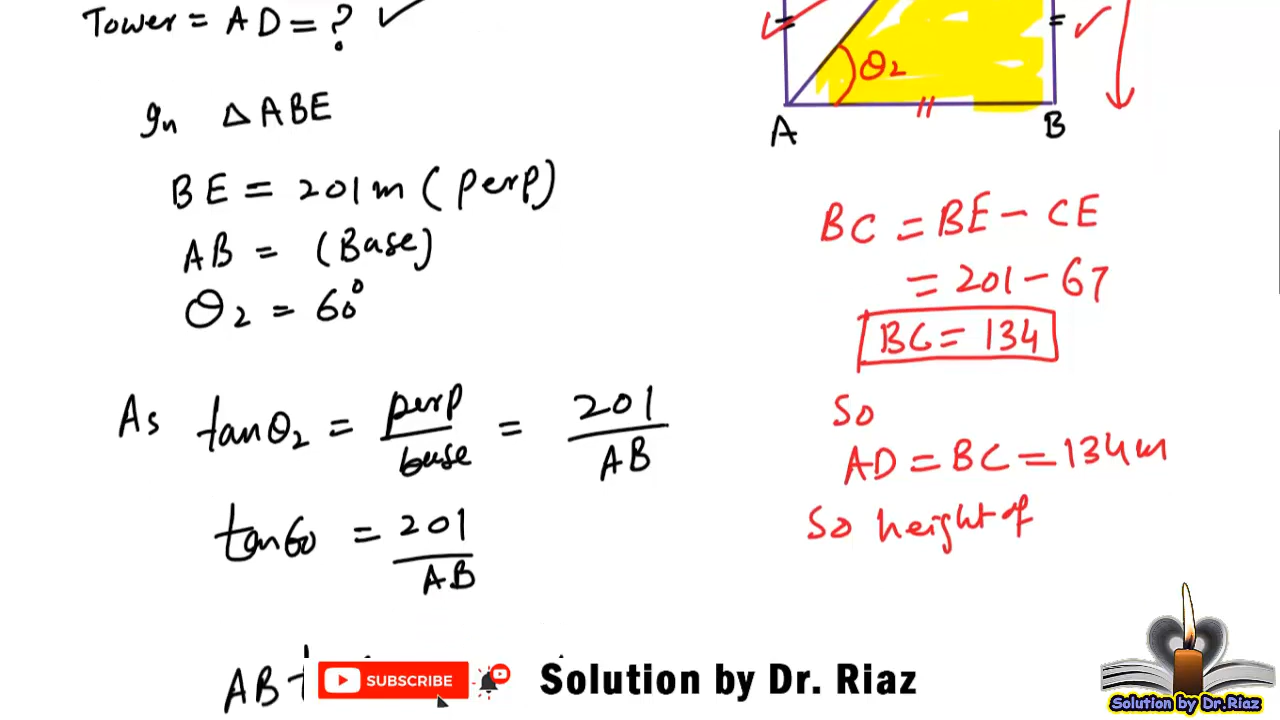 Tower = AD = ? ✓
In △ABE
BE = 201m (perp)
AB = (Base)
θ2 = 60°
As tanθ2 = perp/base = 201/AB
tan60 = 201/AB
AB
θ2
A
B
BC = BE - CE
= 201 - 67
BC = 134
So
AD = BC = 134m
So height of
SUBSCRIBE
Solution by Dr. Riaz
Solution by Dr.Riaz